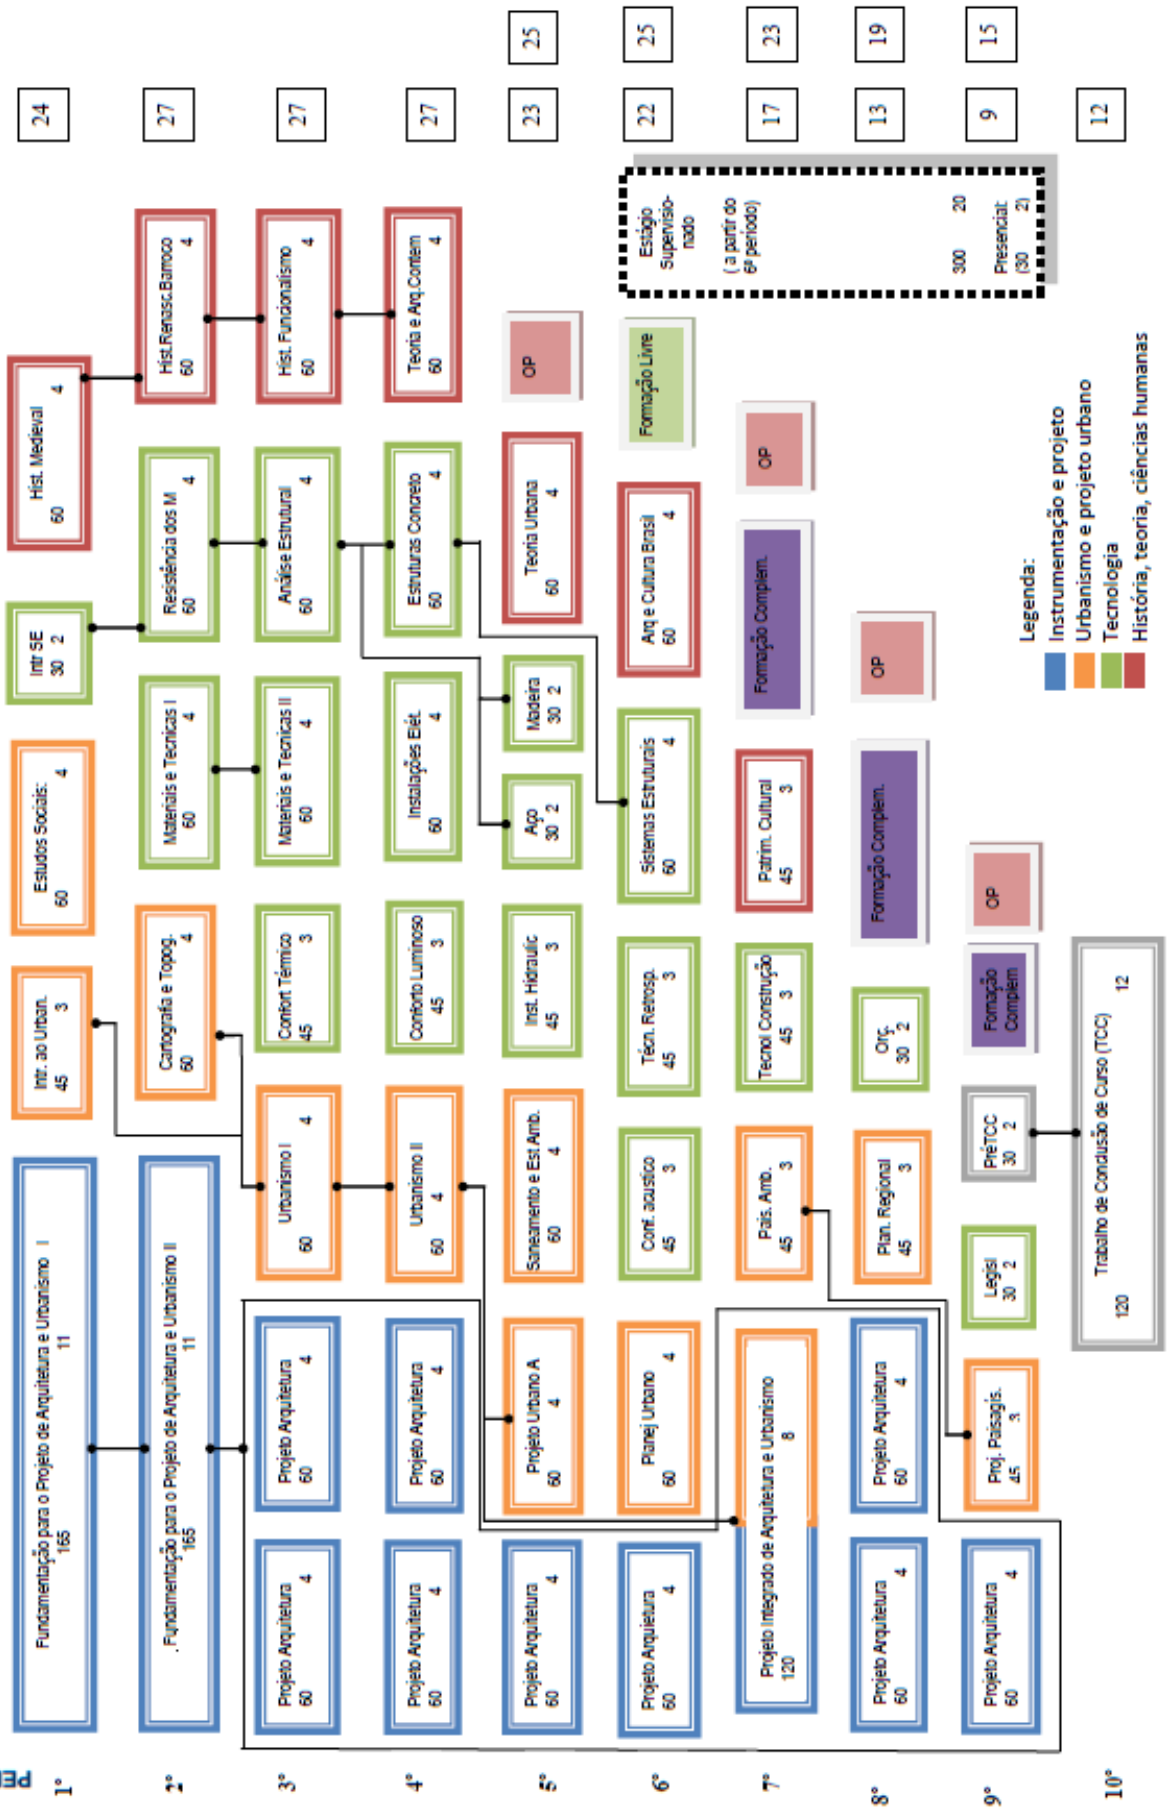 PE
1°
Fundamentação para o Projeto de Arquitetura e Urbanismo I
165 11
Intr. ao Urban.
45 3
Estudos Sociais:
60 4
Intr SE
30 2
Hist. Medieval
60 4
24
2°
. Fundamentação para o Projeto de Arquitetura e Urbanismo II
165 11
Cartografia e Topog.
60 4
Materiais e Tecnicas I
60 4
Resistência dos M
60 4
Hist.Renasc.Barroco
60 4
27
3°
Projeto Arquitetura
60 4
Projeto Arquitetura
60 4
Urbanismo I
60 4
Confort Térmico
45 3
Materiais e Tecnicas II
60 4
Análise Estrutural
60 4
Hist. Funcionalismo
60 4
27
4°
Projeto Arquitetura
60 4
Projeto Arquitetura
60 4
Urbanismo II
60 4
Conforto Luminoso
45 3
Instalações Elét.
60 4
Estruturas Concreto
60 4
Teoria e Arq.Contem
60 4
27
5°
Projeto Arquitetura
60 4
Projeto Urbano A
60 4
Saneamento e Est Amb.
60 4
Inst. Hidraulic
45 3
Aço
30 2
Madeira
30 2
Teoria Urbana
60 4
OP
23 25
6°
Projeto Arquietura
60 4
Planej Urbano
60 4
Conf. acustico
45 3
Técn. Retrosp.
45 3
Sistemas Estruturais
60 4
Arq e Cultura Brasil
60 4
Formação Livre
22 25
Estágio
Supervisio-
nado
( a partir do
6º período)
300 20
Presencial:
(30 2)
7°
Projeto Integrado de Arquitetura e Urbanismo
120 8
Pais. Amb.
45 3
Tecnol Construção
45 3
Patrim. Cultural
45 3
Formação Complem.
OP
17 23
8°
Projeto Arquitetura
60 4
Projeto Arquitetura
60 4
Plan. Regional
45 3
Orç.
30 2
Formação Complem.
OP
13 19
9°
Projeto Arquitetura
60 4
Proj. Paisagis.
45 3
Legisl
30 2
PréTCC
30 2
Formação
Complem
OP
9 15
10°
Trabalho de Conclusão de Curso (TCC)
120 12
12
Legenda:
Instrumentação e projeto
Urbanismo e projeto urbano
Tecnologia
História, teoria, ciências humanas